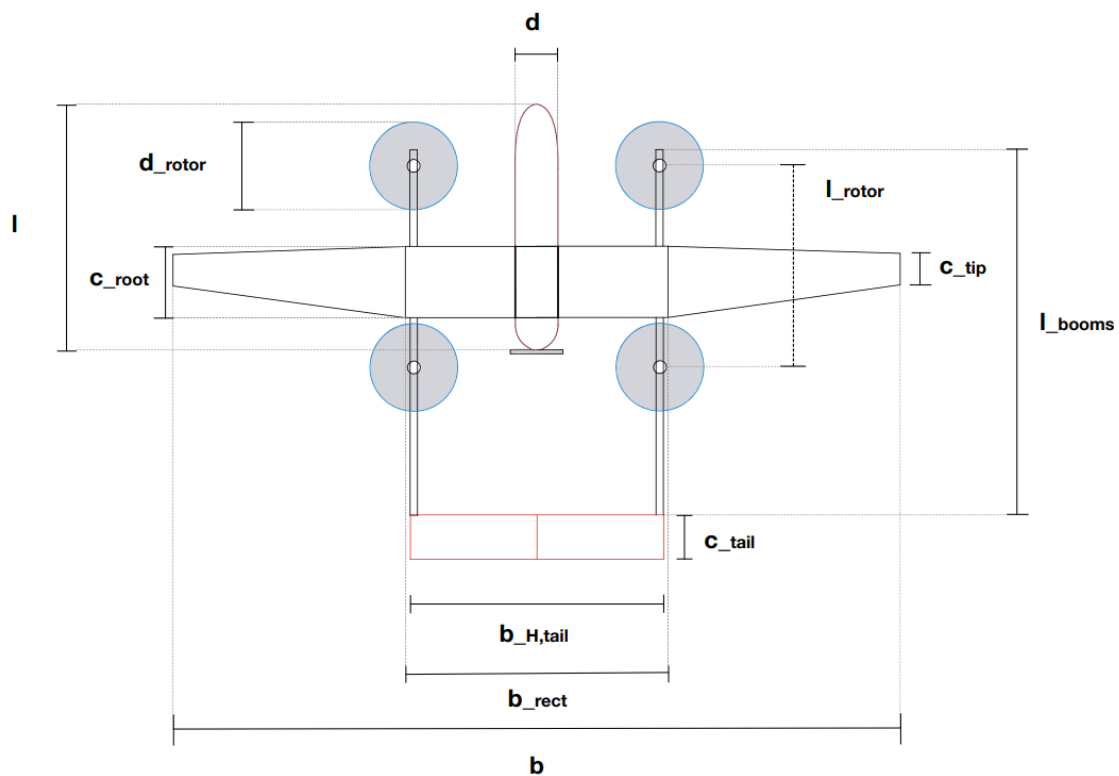 d
d_rotor
l_rotor
l
c_root
c_tip
l_booms
c_tail
b_H,tail
b_rect
b